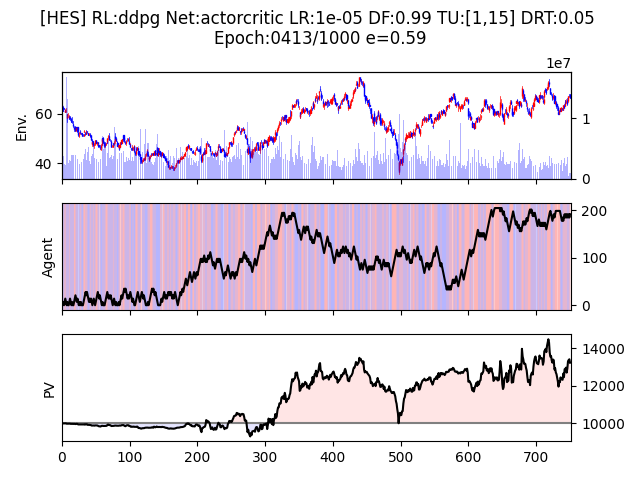 [HES] RL:ddpg Net:actorcritic LR:1e-05 DF:0.99 TU:[1,15] DRT:0.05
Epoch:0413/1000 e=0.59
1e7
Env.
60
40
1
0
Agent
200
100
0
PV
14000
12000
10000
0 100 200 300 400 500 600 700